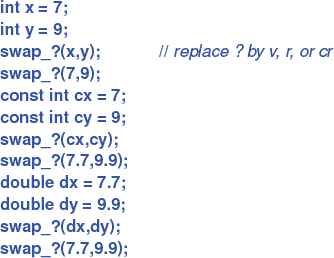 int x = 7;
int y = 9;
swap_?(x,y); // replace ? by v, r, or cr
swap_?(7,9);
const int cx = 7;
const int cy = 9;
swap_?(cx,cy);
swap_?(7.7,9.9);
double dx = 7.7;
double dy = 9.9;
swap_?(dx,dy);
swap_?(7.7,9.9);